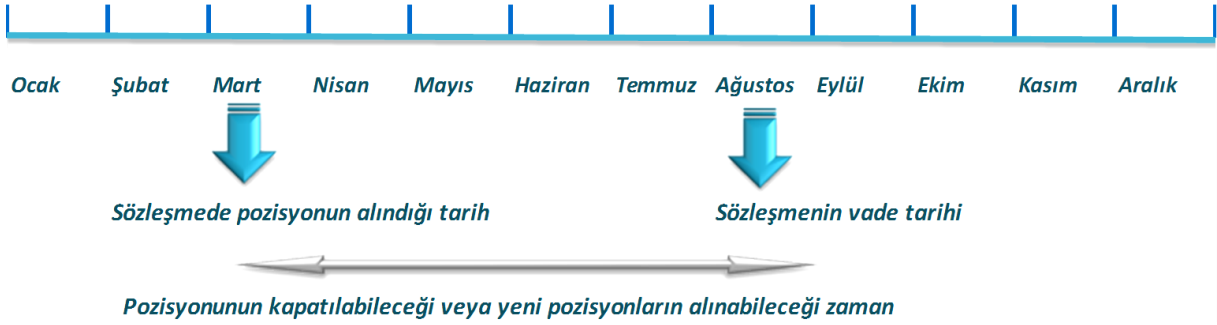 Ocak Şubat Mart Nisan Mayıs Haziran Temmuz Ağustos Eylül Ekim Kasım Aralık
Sözleşmede pozisyonun alındığı tarih Sözleşmenin vade tarihi
Pozisyonunun kapatılabileceği veya yeni pozisyonların alınabileceği zaman